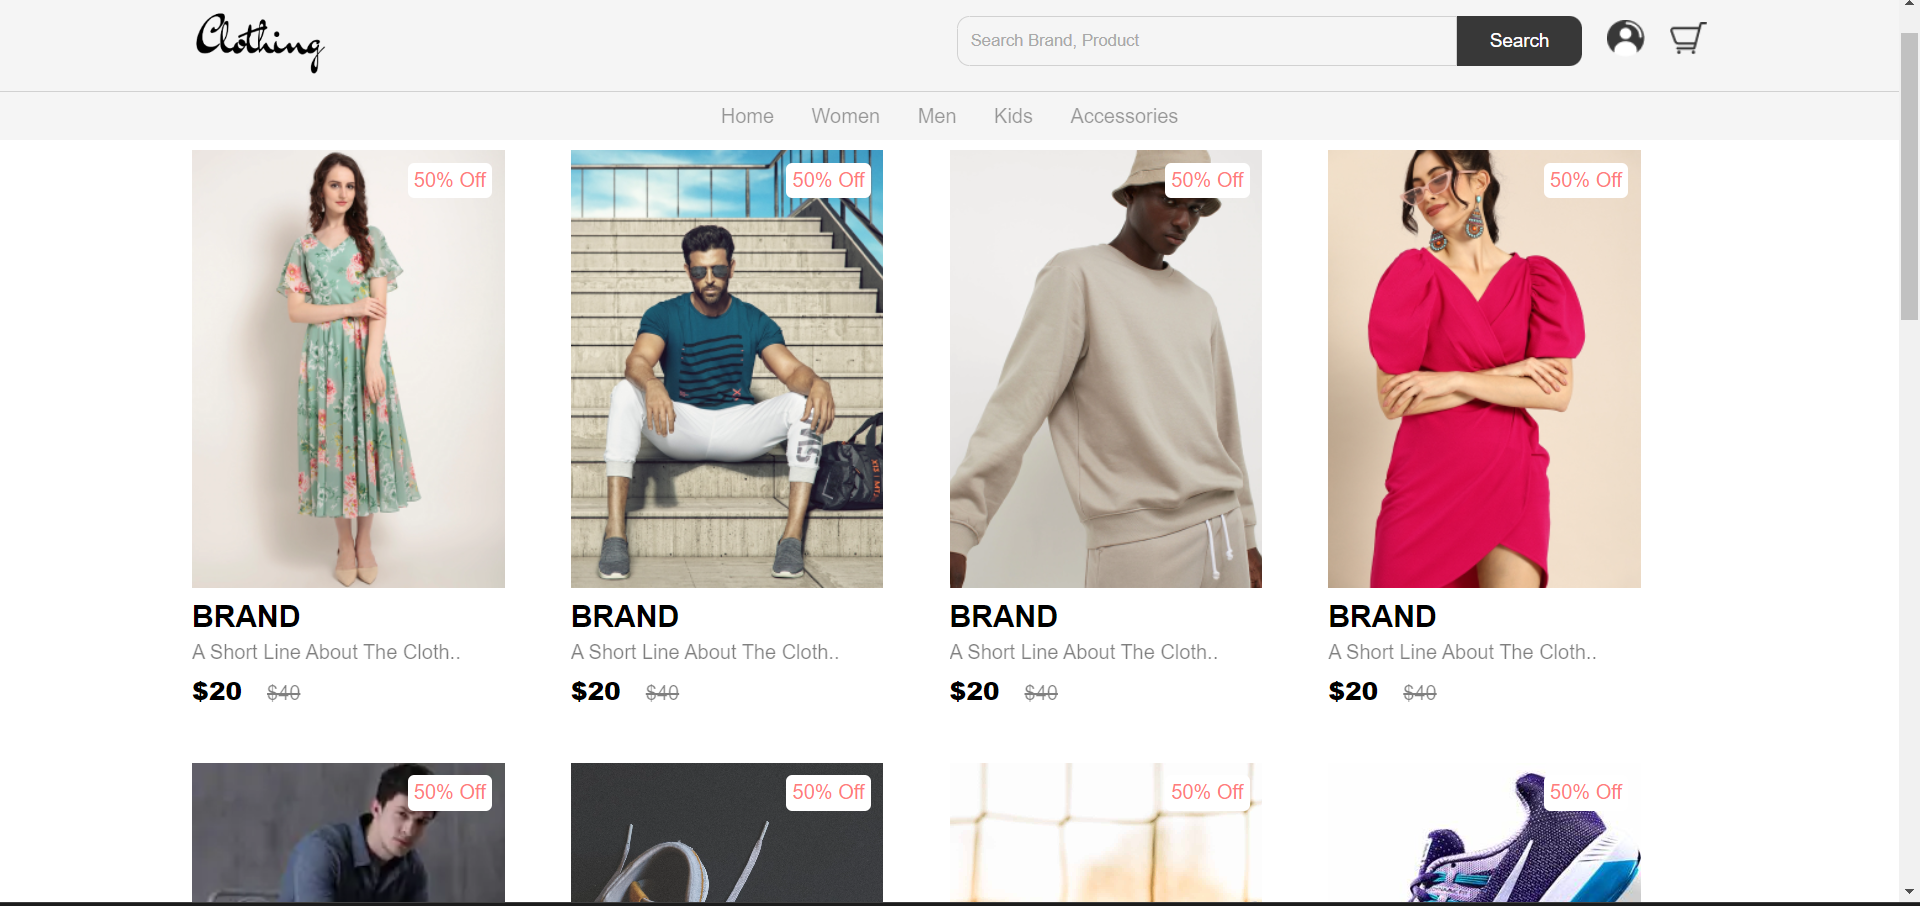 Clothing
Search Brand, Product
Search
Home
Women
Men
Kids
Accessories
50% Off
50% Off
50% Off
50% Off
BRAND
BRAND
BRAND
BRAND
A Short Line About The Cloth..
A Short Line About The Cloth..
A Short Line About The Cloth..
A Short Line About The Cloth..
$20 $40
$20 $40
$20 $40
$20 $40
50% Off
50% Off
50% Off
50% Off